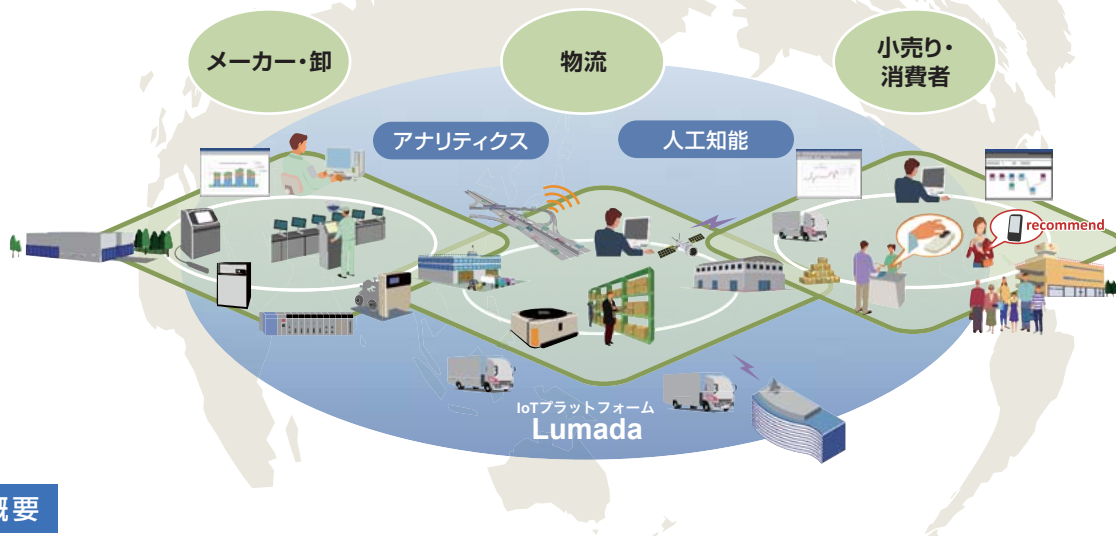 メーカー・卸
物流
小売り・
消費者
アナリティクス
人工知能
recommend
IoTプラットフォーム
Lumada
概要